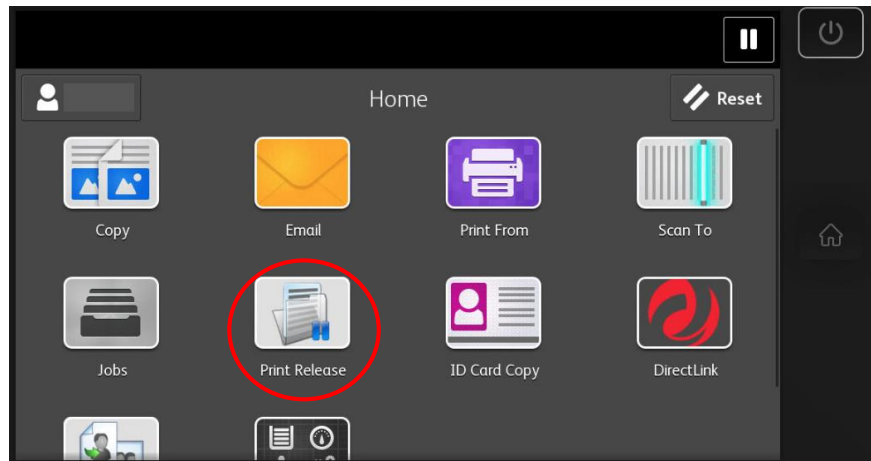 Home
Reset
Copy
Email
Print From
Scan To
Jobs
Print Release
ID Card Copy
DirectLink